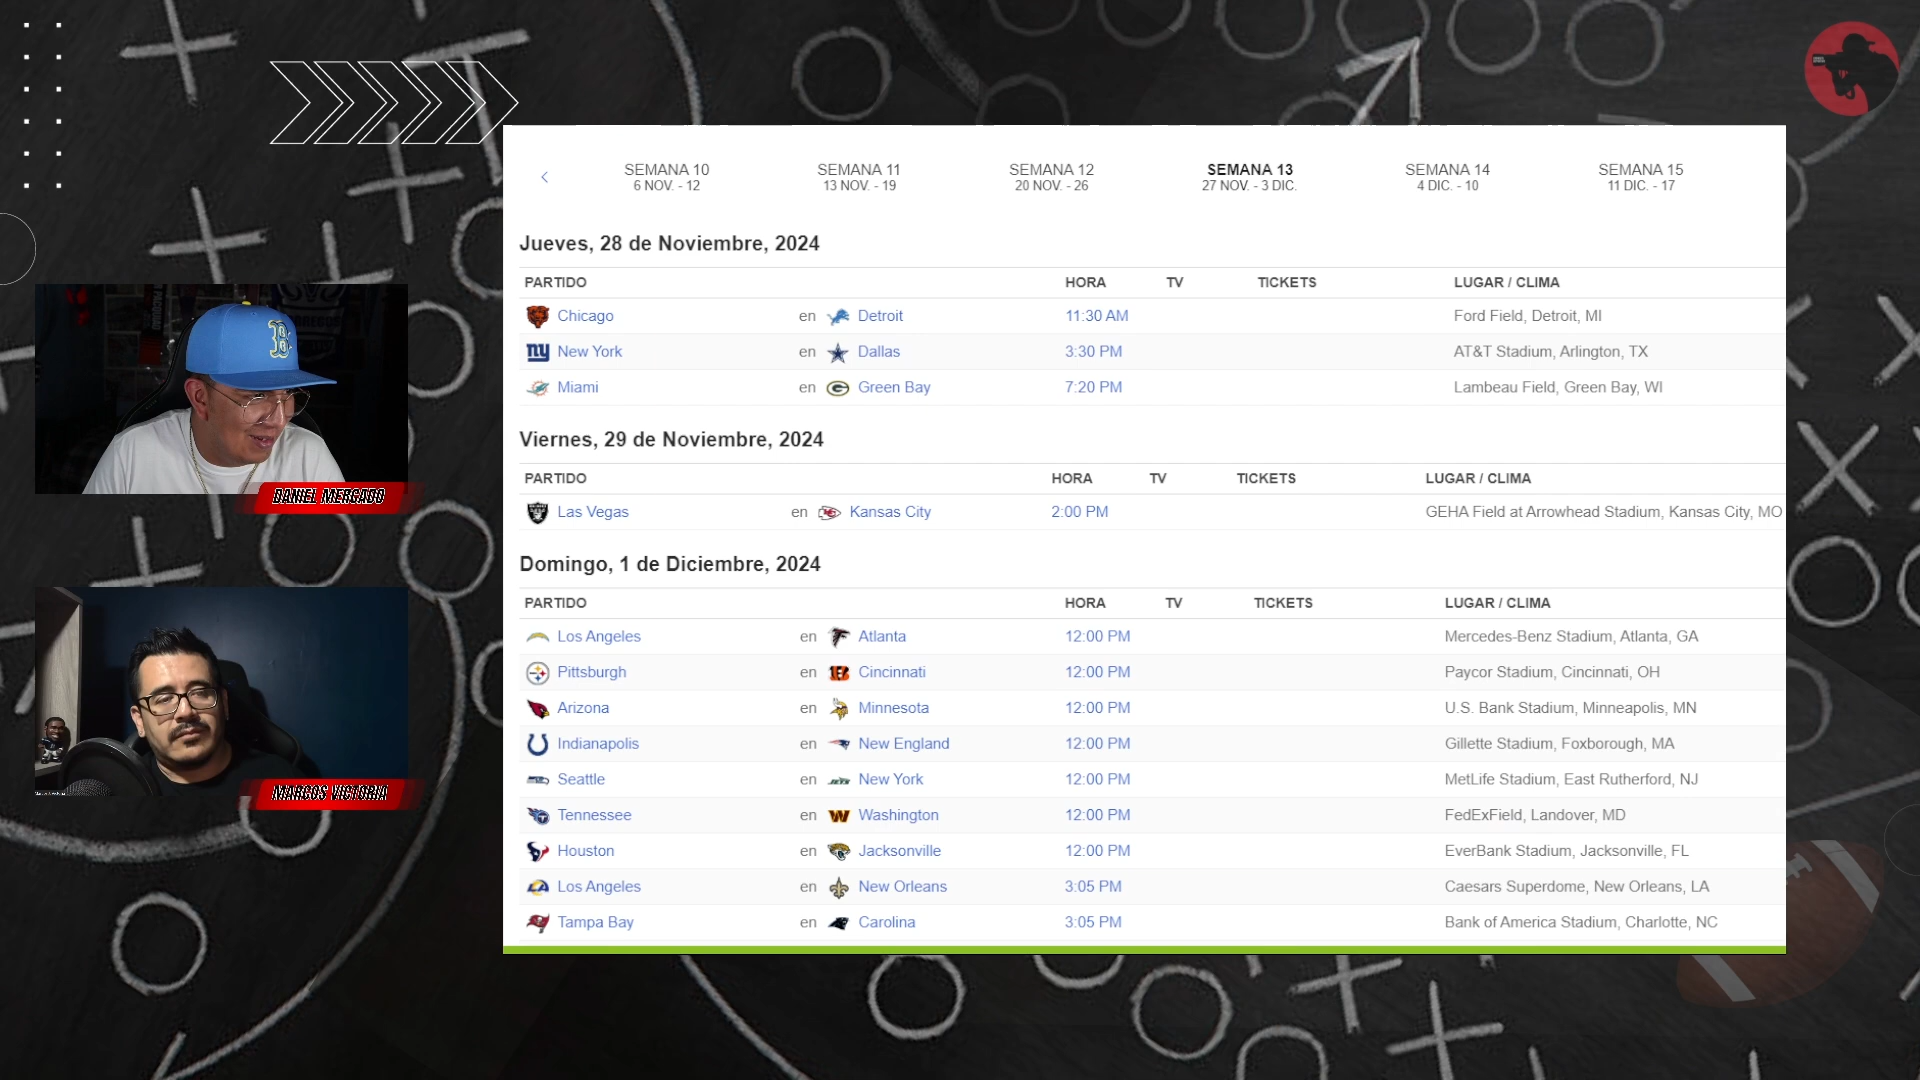 SEMANA 10 SEMANA 11 SEMANA 12 SEMANA 13 SEMANA 14 SEMANA 15
6 NOV. - 12 13 NOV. - 19 20 NOV. - 26 27 NOV. - 3 DIC. 4 DIC. - 10 11 DIC. - 17
Jueves, 28 de Noviembre, 2024
PARTIDO HORA TV TICKETS LUGAR / CLIMA
Chicago en Detroit 11:30 AM Ford Field, Detroit, MI
ny New York en Dallas 3:30 PM AT&T Stadium, Arlington, TX
Miami en Green Bay 7:20 PM Lambeau Field, Green Bay, WI
Viernes, 29 de Noviembre, 2024
PARTIDO HORA TV TICKETS LUGAR / CLIMA
Las Vegas en Kansas City 2:00 PM GEHA Field at Arrowhead Stadium, Kansas City, MO
Domingo, 1 de Diciembre, 2024
PARTIDO HORA TV TICKETS LUGAR / CLIMA
Los Angeles en Atlanta 12:00 PM Mercedes-Benz Stadium, Atlanta, GA
Pittsburgh en Cincinnati 12:00 PM Paycor Stadium, Cincinnati, OH
Arizona en Minnesota 12:00 PM U.S. Bank Stadium, Minneapolis, MN
Indianapolis en New England 12:00 PM Gillette Stadium, Foxborough, MA
Seattle en New York 12:00 PM MetLife Stadium, East Rutherford, NJ
Tennessee en Washington 12:00 PM FedExField, Landover, MD
Houston en Jacksonville 12:00 PM EverBank Stadium, Jacksonville, FL
Los Angeles en New Orleans 3:05 PM Caesars Superdome, New Orleans, LA
Tampa Bay en Carolina 3:05 PM Bank of America Stadium, Charlotte, NC
B
DANIEL MERCADO
MARCOS VICTORIA